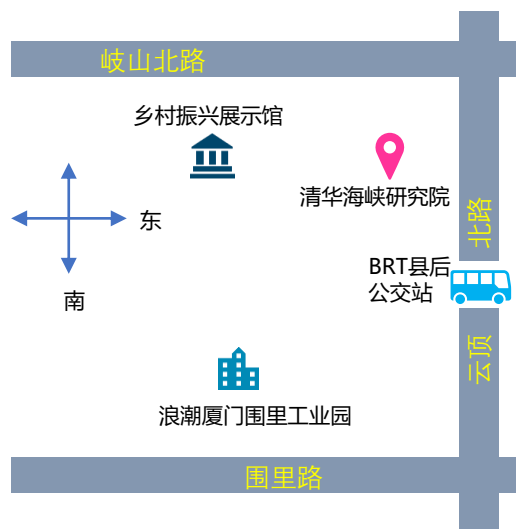 岐山北路
乡村振兴展示馆
清华海峡研究院
东
南
北路
BRT县后
公交站
云顶
浪潮厦门围里工业园
围里路